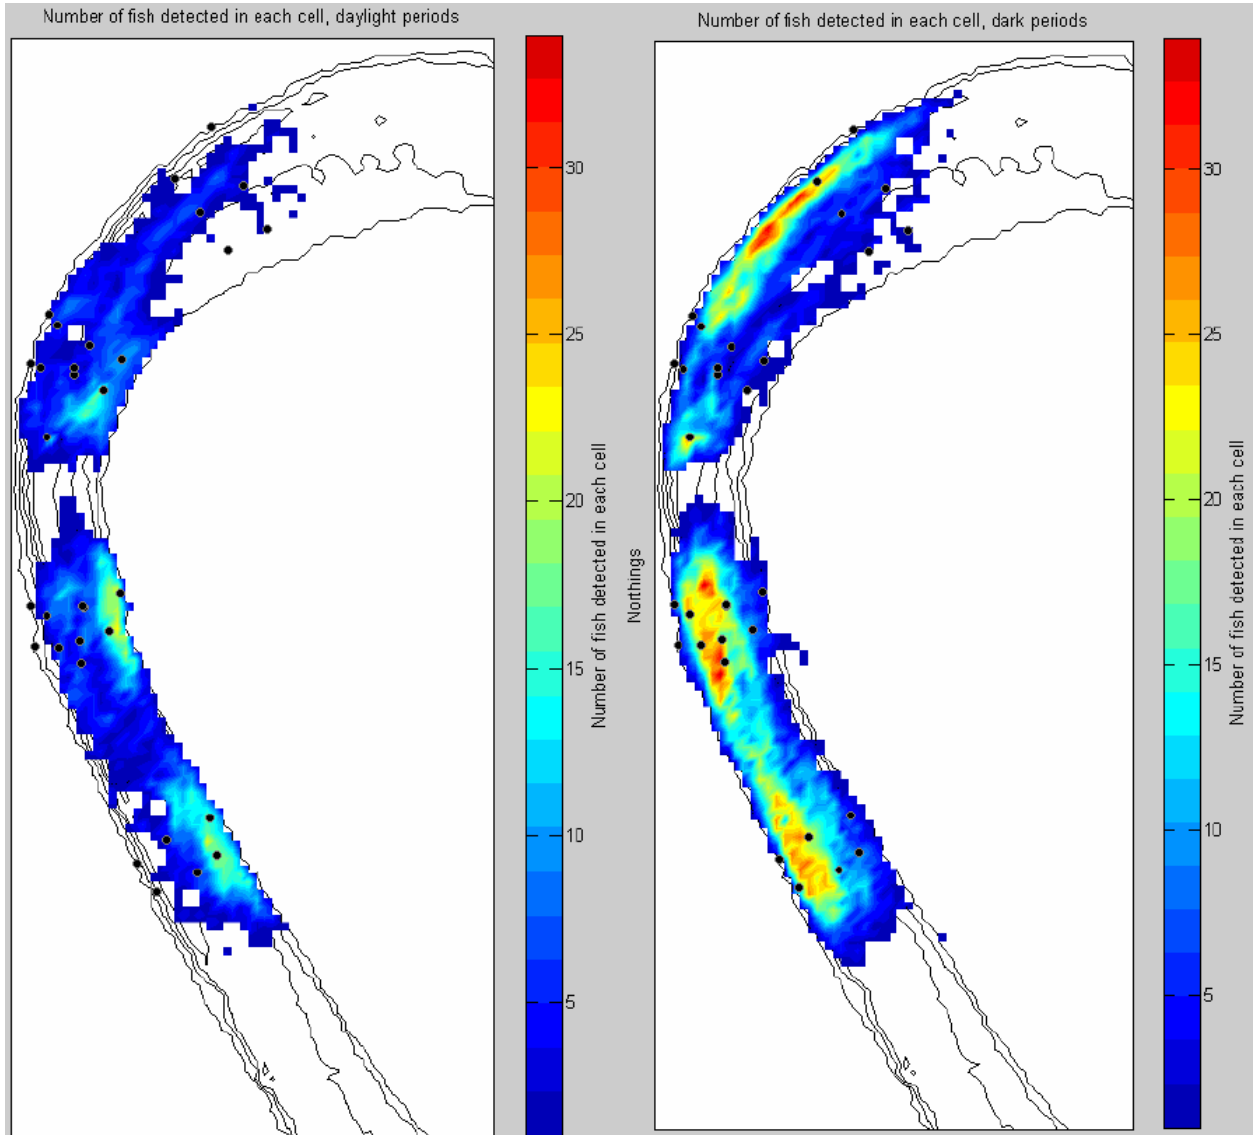 Number of fish detected in each cell, daylight periods
Number of fish detected in each cell, dark periods
30
25
20
15
10
5
Number of fish detected in each cell
Northings
30
25
20
15
10
5
Number of fish detected in each cell